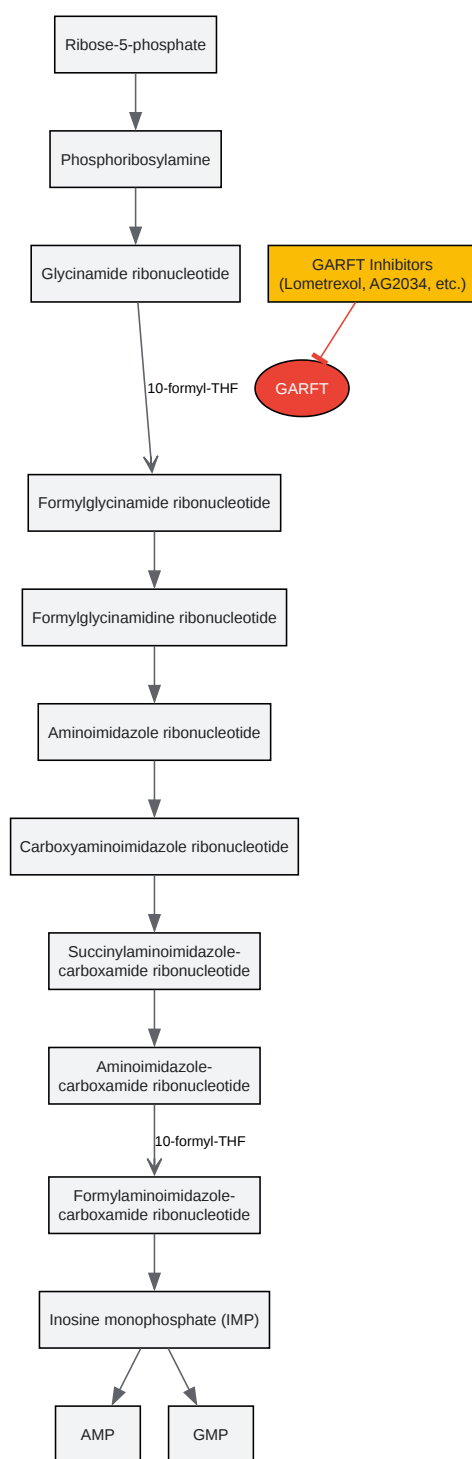 Ribose-5-phosphate
Phosphoribosylamine
Glycinamide ribonucleotide
GARFT Inhibitors
(Lometrexol, AG2034, etc.)
10-formyl-THF
GARFT
Formylglycinamide ribonucleotide
Formylglycinamidine ribonucleotide
Aminoimidazole ribonucleotide
Carboxyaminoimidazole ribonucleotide
Succinylaminoimidazole-
carboxamide ribonucleotide
Aminoimidazole-
carboxamide ribonucleotide
10-formyl-THF
Formylaminoimidazole-
carboxamide ribonucleotide
Inosine monophosphate (IMP)
AMP
GMP